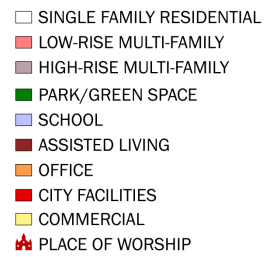 SINGLE FAMILY RESIDENTIAL
LOW-RISE MULTI-FAMILY
HIGH-RISE MULTI-FAMILY
PARK/GREEN SPACE
SCHOOL
ASSISTED LIVING
OFFICE
CITY FACILITIES
COMMERCIAL
PLACE OF WORSHIP